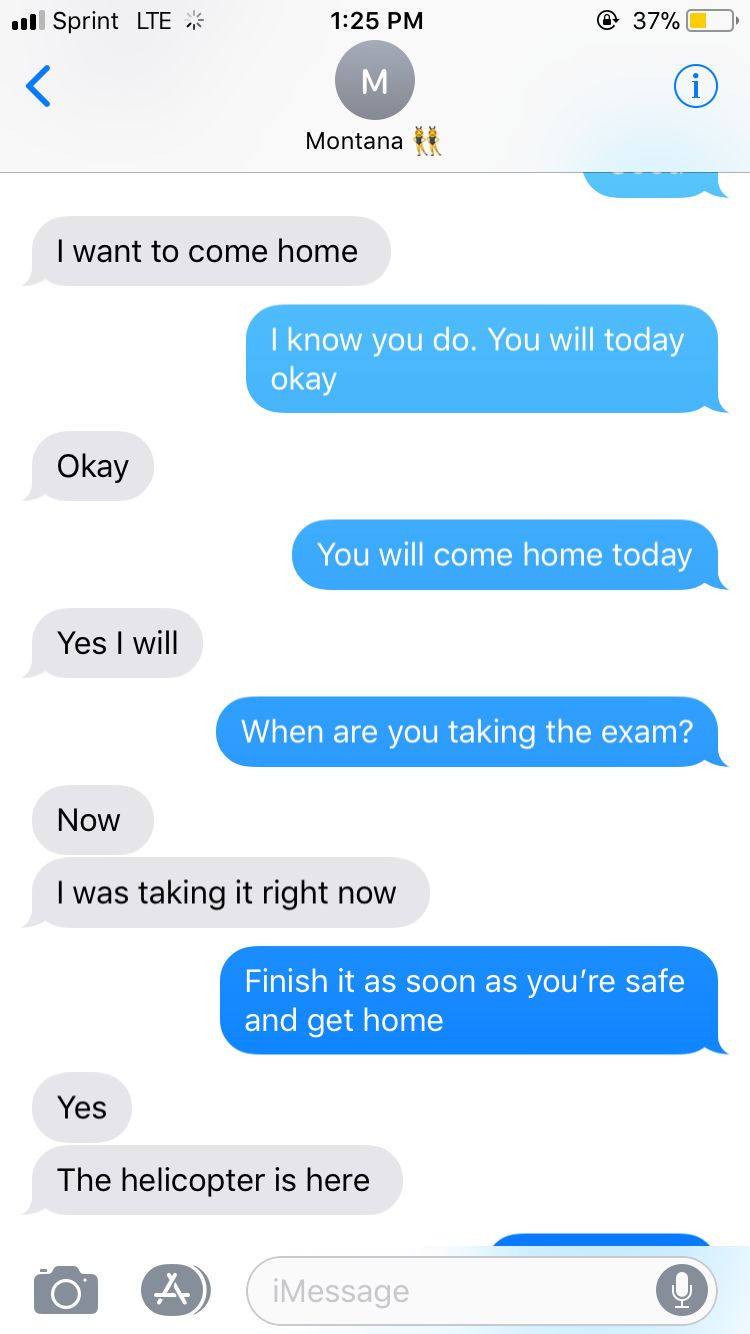 Sprint LTE 1:25 PM 37%
M
Montana
I want to come home
I know you do. You will today
okay
Okay
You will come home today
Yes I will
When are you taking the exam?
Now
I was taking it right now
Finish it as soon as you’re safe
and get home
Yes
The helicopter is here
iMessage